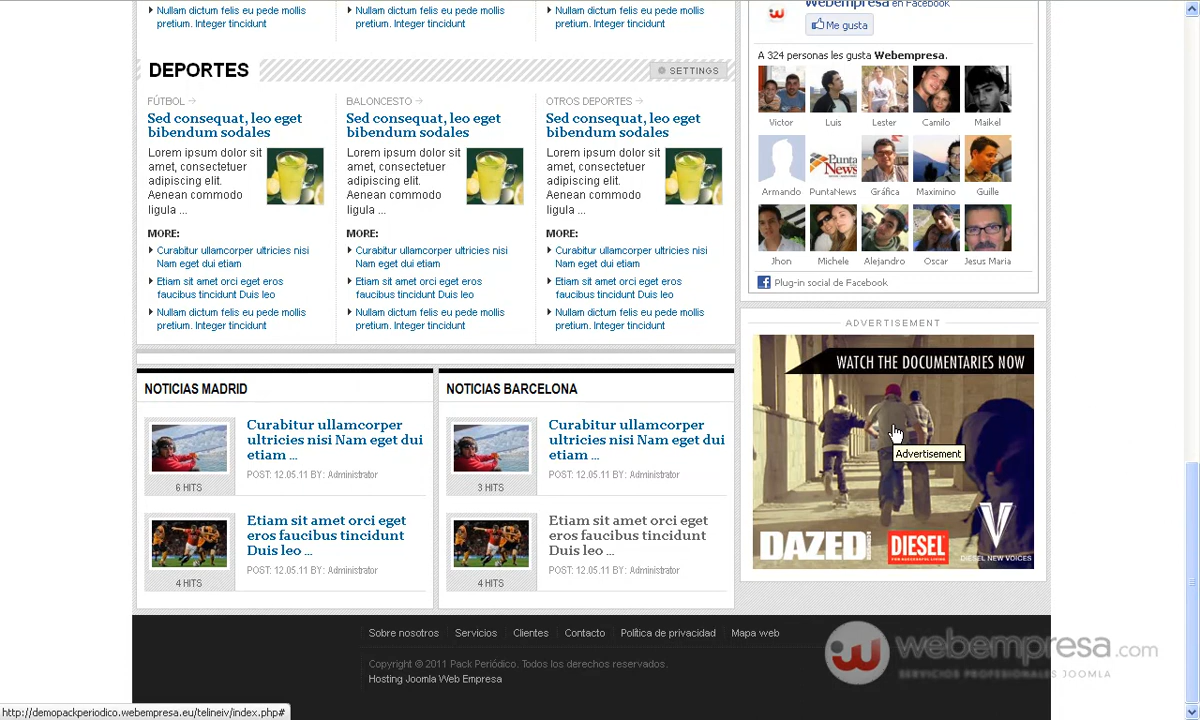 Nullam dictum felis eu pede mollis
pretium. Integer tincidunt
Nullam dictum felis eu pede mollis
pretium. Integer tincidunt
Nullam dictum felis eu pede mollis
pretium. Integer tincidunt
DEPORTES
SETTINGS
FÚTBOL
Sed consequat, leo eget
bibendum sodales
Lorem ipsum dolor sit
amet, consectetuer
adipiscing elit.
Aenean commodo
ligula ...
MORE:
Curabitur ullamcorper ultricies nisi
Nam eget dui etiam
Etiam sit amet orci eget eros
faucibus tincidunt Duis leo
Nullam dictum felis eu pede mollis
pretium. Integer tincidunt
BALONCESTO
Sed consequat, leo eget
bibendum sodales
Lorem ipsum dolor sit
amet, consectetuer
adipiscing elit.
Aenean commodo
ligula ...
MORE:
Curabitur ullamcorper ultricies nisi
Nam eget dui etiam
Etiam sit amet orci eget eros
faucibus tincidunt Duis leo
Nullam dictum felis eu pede mollis
pretium. Integer tincidunt
OTROS DEPORTES
Sed consequat, leo eget
bibendum sodales
Lorem ipsum dolor sit
amet, consectetuer
adipiscing elit.
Aenean commodo
ligula ...
MORE:
Curabitur ullamcorper ultricies nisi
Nam eget dui etiam
Etiam sit amet orci eget eros
faucibus tincidunt Duis leo
Nullam dictum felis eu pede mollis
pretium. Integer tincidunt
NOTICIAS MADRID
Curabitur ullamcorper
ultricies nisi Nam eget dui
etiam ...
POST: 12.05.11 BY: Administrator
6 HITS
Etiam sit amet orci eget
eros faucibus tincidunt
Duis leo ...
POST: 12.05.11 BY: Administrator
4 HITS
NOTICIAS BARCELONA
Curabitur ullamcorper
ultricies nisi Nam eget dui
etiam ...
POST: 12.05.11 BY: Administrator
3 HITS
Etiam sit amet orci eget
eros faucibus tincidunt
Duis leo ...
POST: 12.05.11 BY: Administrator
4 HITS
Webempresa en Facebook
Me gusta
A 324 personas les gusta Webempresa.
Victor Luis Lester Camilo Maikel
Punta
News
Armando PuntaNews Gráfica Maximino Guille
Jhon Michele Alejandro Oscar Jesus Maria
Plug-in social de Facebook
ADVERTISEMENT
WATCH THE DOCUMENTARIES NOW
Advertisement
DAZED
DIESEL
FOR SUCCESSFUL LIVING
V
DIESEL NEW VOICES
Sobre nosotros Servicios Clientes Contacto Política de privacidad Mapa web
Copyright © 2011 Pack Periódico. Todos los derechos reservados.
Hosting Joomla Web Empresa
webempresa.com
SERVICIOS PROFESIONALES JOOMLA
http://demopackperiodico.webempresa.eu/telineiv/index.php#